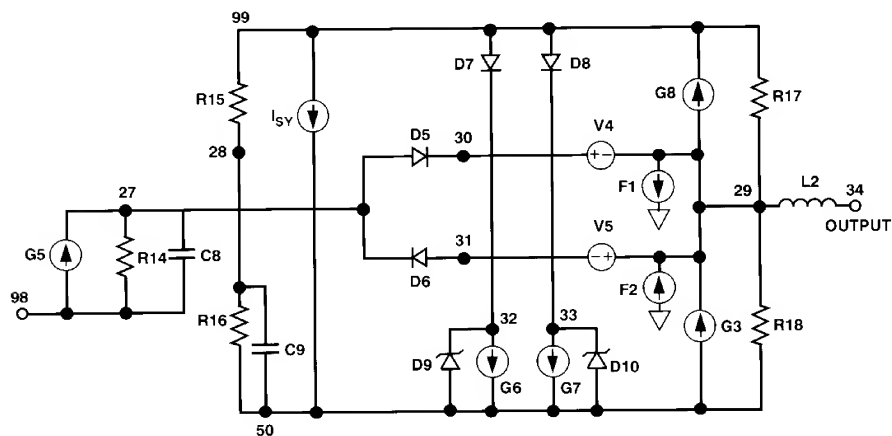 99
D7
D8
R15
ISY
G8
R17
V4
D5
30
28
F1
L2
27
29
34
OUTPUT
31
V5
G5
R14
C8
D6
F2
98
R16
32
33
G3
R18
C9
D9
G6
G7
D10
50